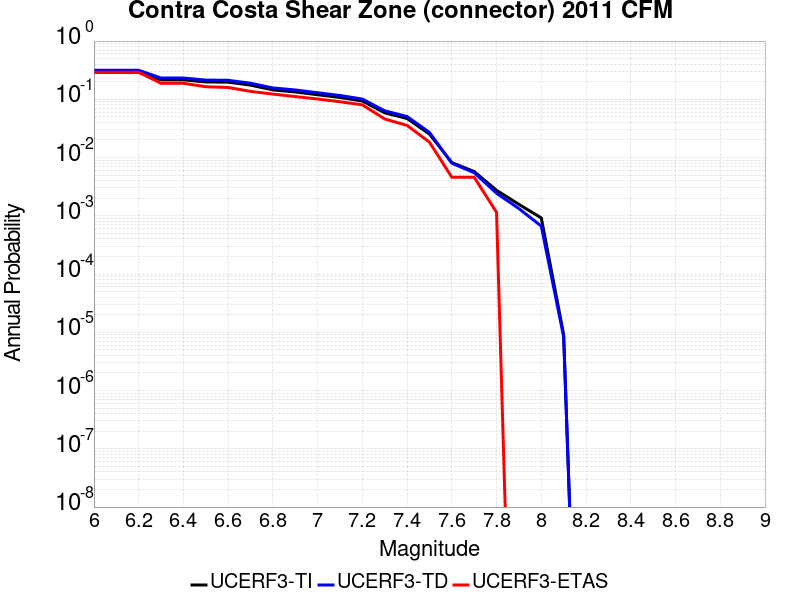 Contra Costa Shear Zone (connector) 2011 CFM
10^0
10^-1
10^-2
10^-3
10^-4
10^-5
10^-6
10^-7
10^-8
Annual Probability
6 6.2 6.4 6.6 6.8 7 7.2 7.4 7.6 7.8 8 8.2 8.4 8.6 8.8 9
Magnitude
UCERF3-TI UCERF3-TD UCERF3-ETAS